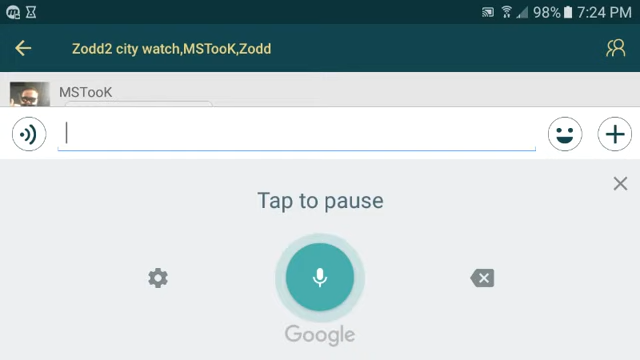 98% 7:24 PM
Zodd2 city watch,MSTooK,Zodd
MSTooK
Tap to pause
Google